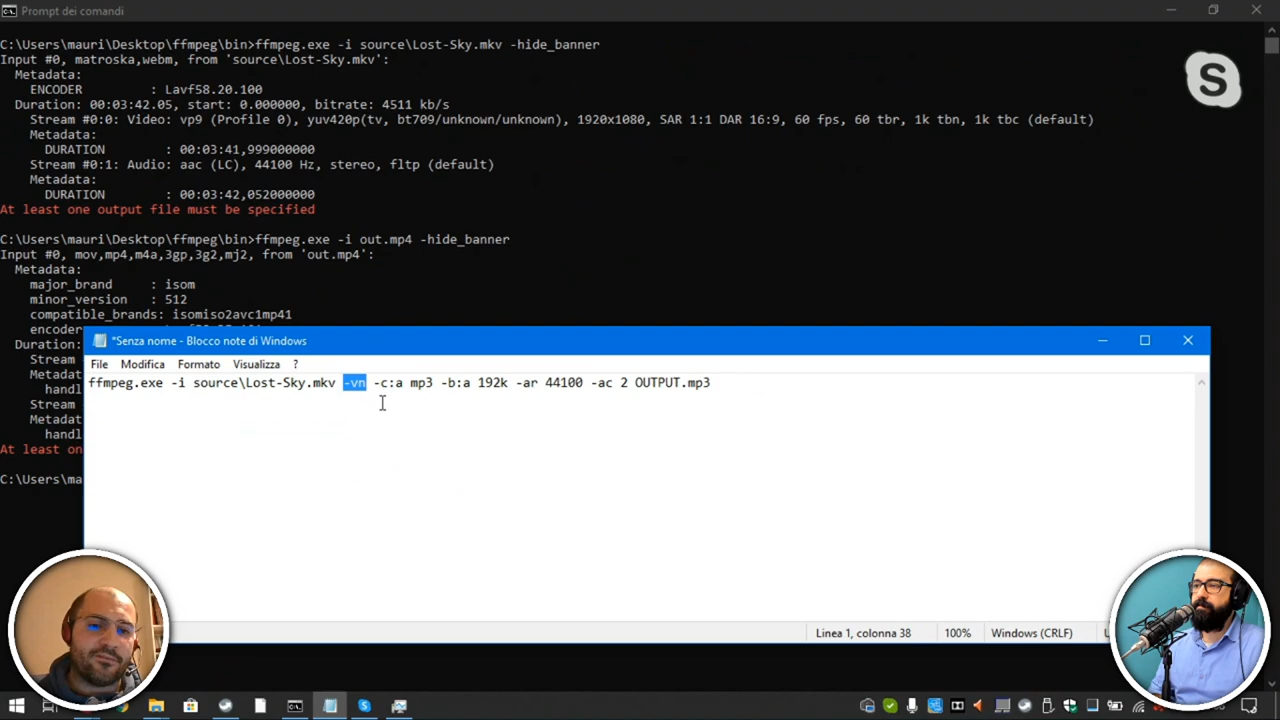 Prompt dei comandi
C:\Users\mauri\Desktop\ffmpeg\bin>ffmpeg.exe -i source\Lost-Sky.mkv -hide_banner
Input #0, matroska,webm, from 'source\Lost-Sky.mkv':
Metadata:
ENCODER : Lavf58.20.100
Duration: 00:03:42.05, start: 0.000000, bitrate: 4511 kb/s
Stream #0:0: Video: vp9 (Profile 0), yuv420p(tv, bt709/unknown/unknown), 1920x1080, SAR 1:1 DAR 16:9, 60 fps, 60 tbr, 1k tbn, 1k tbc (default)
Metadata:
DURATION : 00:03:41,999000000
Stream #0:1: Audio: aac (LC), 44100 Hz, stereo, fltp (default)
Metadata:
DURATION : 00:03:42,052000000
At least one output file must be specified
C:\Users\mauri\Desktop\ffmpeg\bin>ffmpeg.exe -i out.mp4 -hide_banner
Input #0, mov,mp4,m4a,3gp,3g2,mj2, from 'out.mp4':
Metadata:
major_brand : isom
minor_version : 512
compatible_brands: isomiso2avc1mp41
encoder
Duration:
Stream
Metadat
handl
Stream
Metadat
handl
At least on
C:\Users\ma
*Senza nome - Blocco note di Windows
File Modifica Formato Visualizza ?
ffmpeg.exe -i source\Lost-Sky.mkv -vn -c:a mp3 -b:a 192k -ar 44100 -ac 2 OUTPUT.mp3
Linea 1, colonna 38 100% Windows (CRLF)